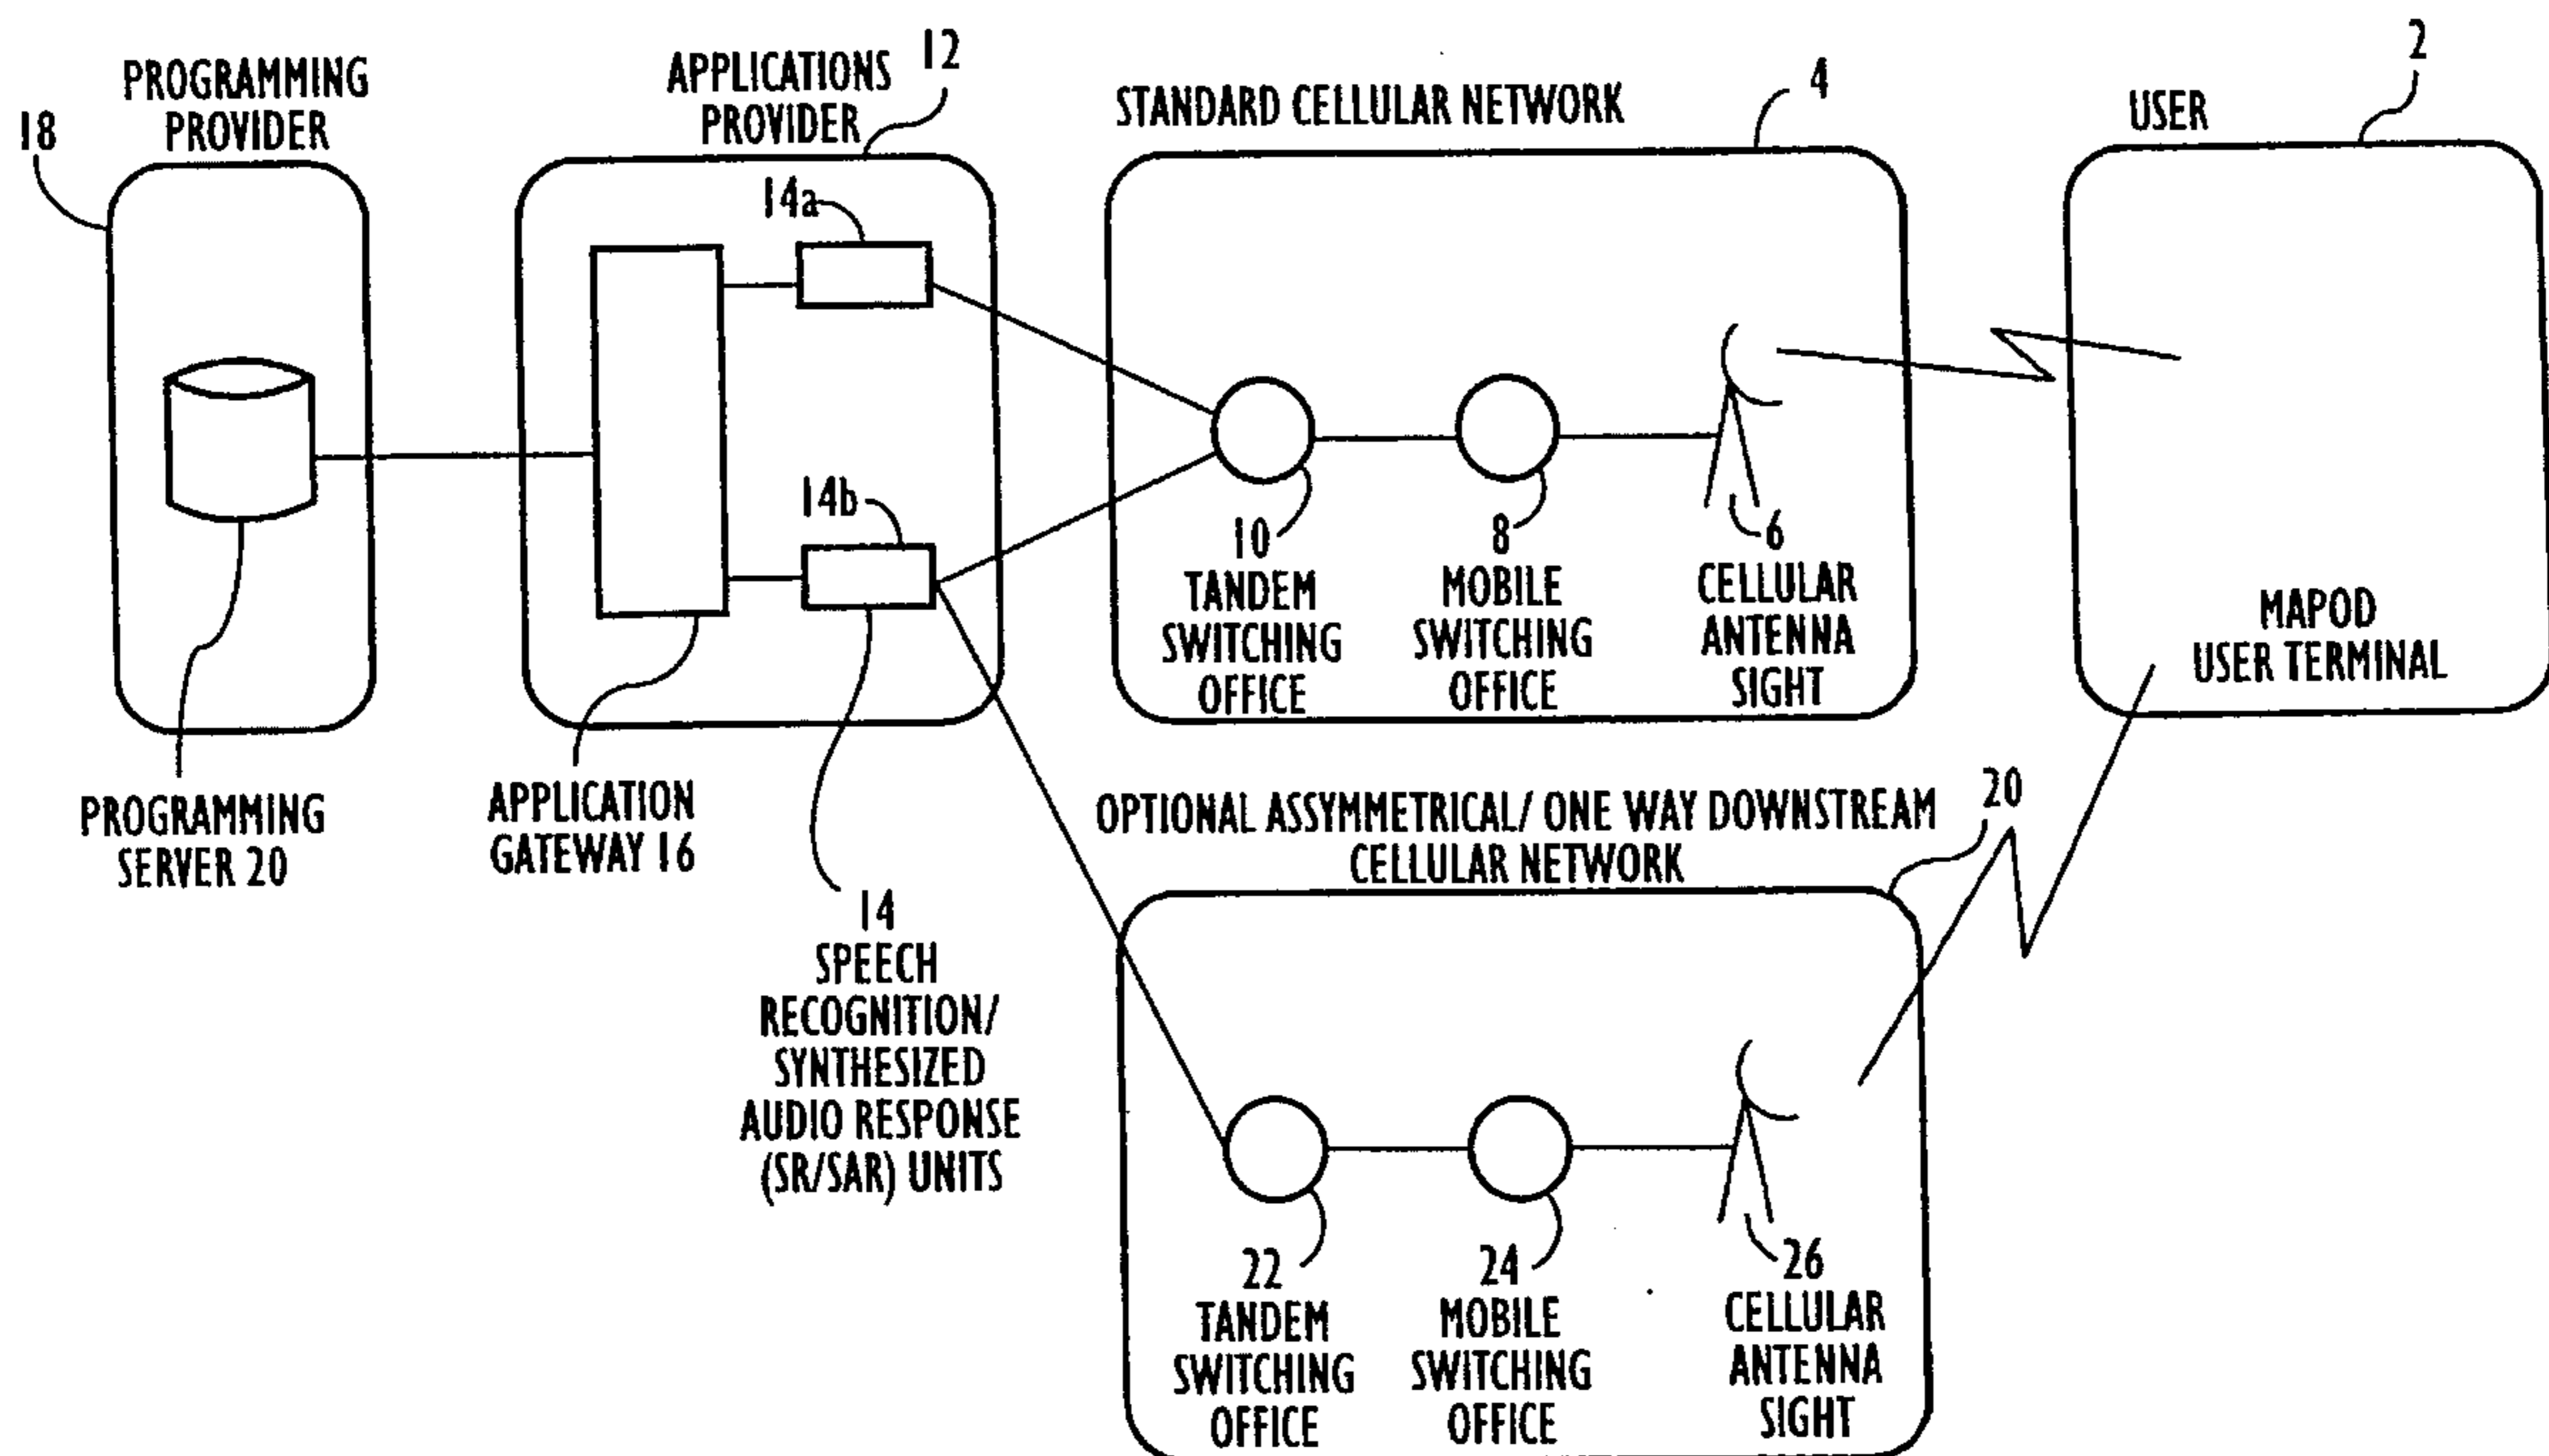 PROGRAMMING
PROVIDER
18
APPLICATIONS
PROVIDER
12
STANDARD CELLULAR NETWORK
4
USER
2
14a
14b
10
TANDEM
SWITCHING
OFFICE
8
MOBILE
SWITCHING
OFFICE
6
CELLULAR
ANTENNA
SIGHT
MAPOD
USER TERMINAL
PROGRAMMING
SERVER 20
APPLICATION
GATEWAY 16
14
SPEECH
RECOGNITION/
SYNTHESIZED
AUDIO RESPONSE
(SR/SAR) UNITS
OPTIONAL ASSYMMETRICAL/ ONE WAY DOWNSTREAM
CELLULAR NETWORK
20
22
TANDEM
SWITCHING
OFFICE
24
MOBILE
SWITCHING
OFFICE
26
CELLULAR
ANTENNA
SIGHT